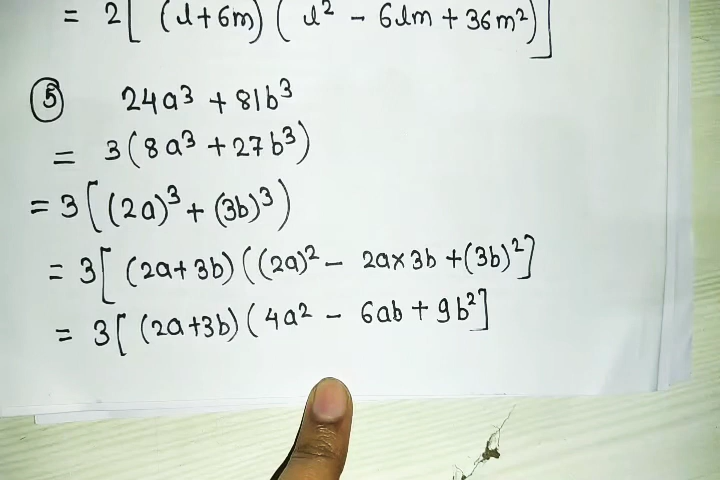 = 2[ (l+6m) ( l² - 6lm + 36m²)]
⑤ 24a³ + 81b³
= 3(8a³ + 27b³)
= 3[(2a)³ + (3b)³)
= 3[ (2a+3b) ((2a)² - 2a×3b + (3b)²]
= 3[ (2a+3b) ( 4a² - 6ab + 9b²]